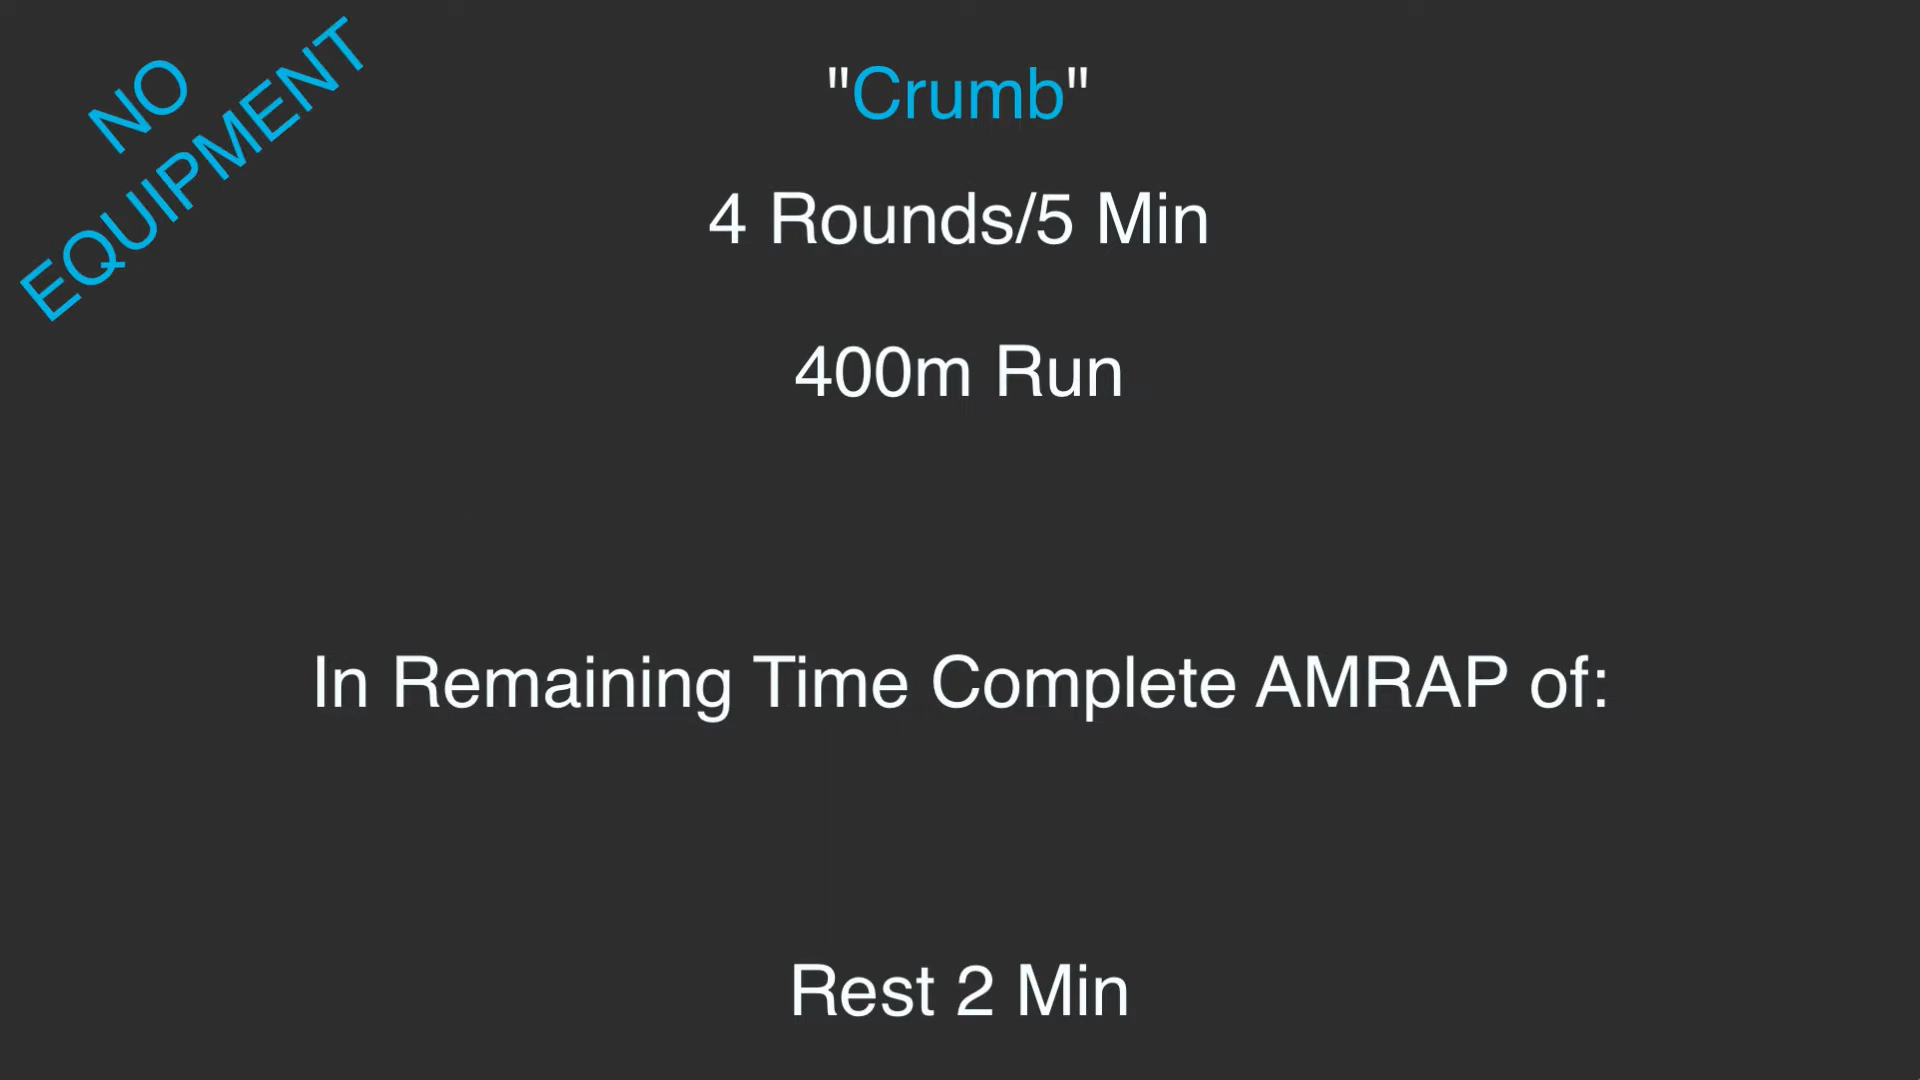 NO
EQUIPMENT
"Crumb"
4 Rounds/5 Min
400m Run
In Remaining Time Complete AMRAP of:
Rest 2 Min